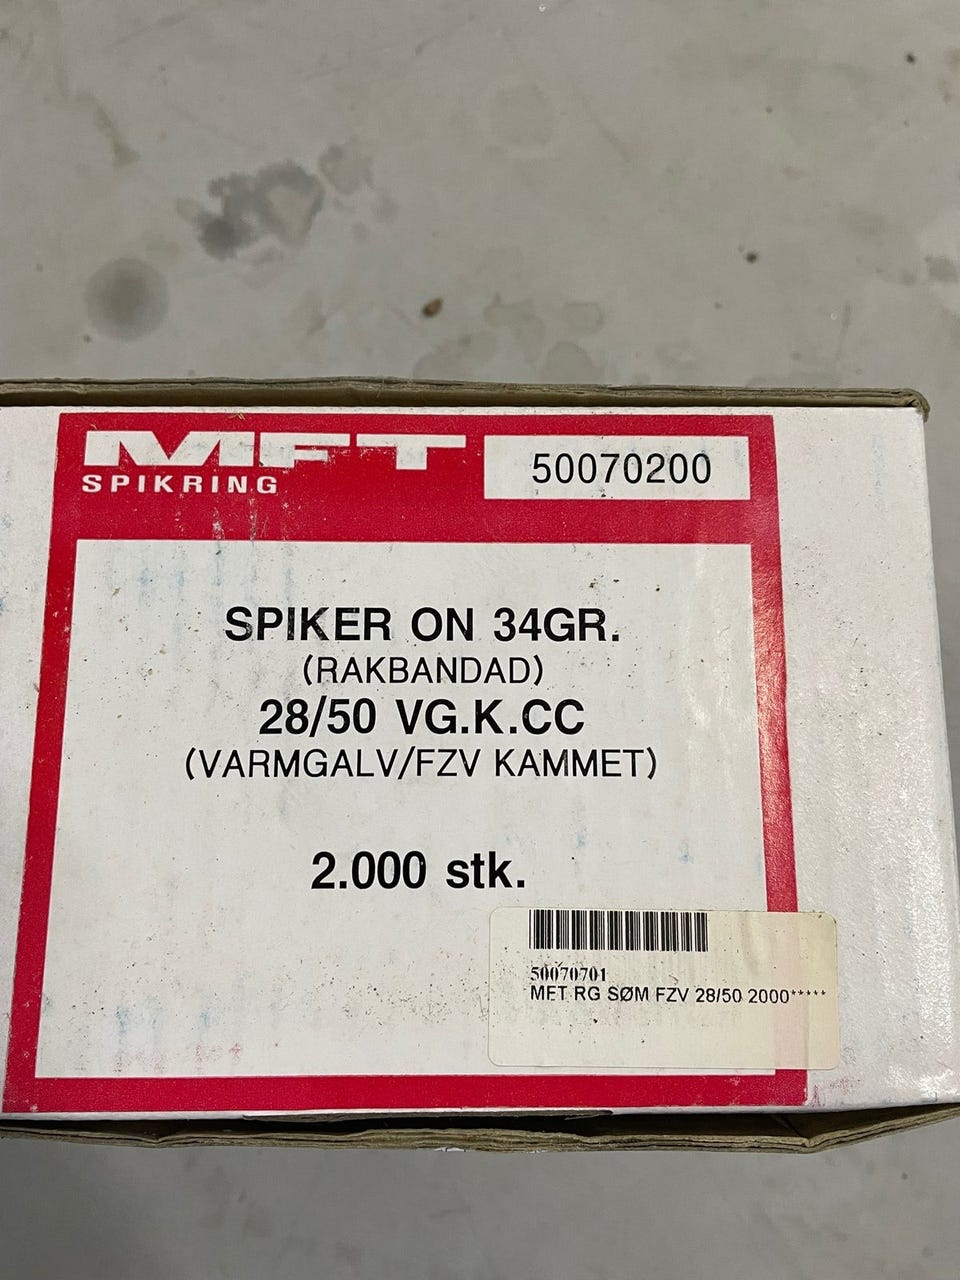 MFT
SPIKRING
50070200
SPIKER ON 34GR.
(RAKBANDAD)
28/50 VG.K.CC
(VARMGALV/FZV KAMMET)
2.000 stk.
50070701
MFT RG SØM FZV 28/50 2000*****